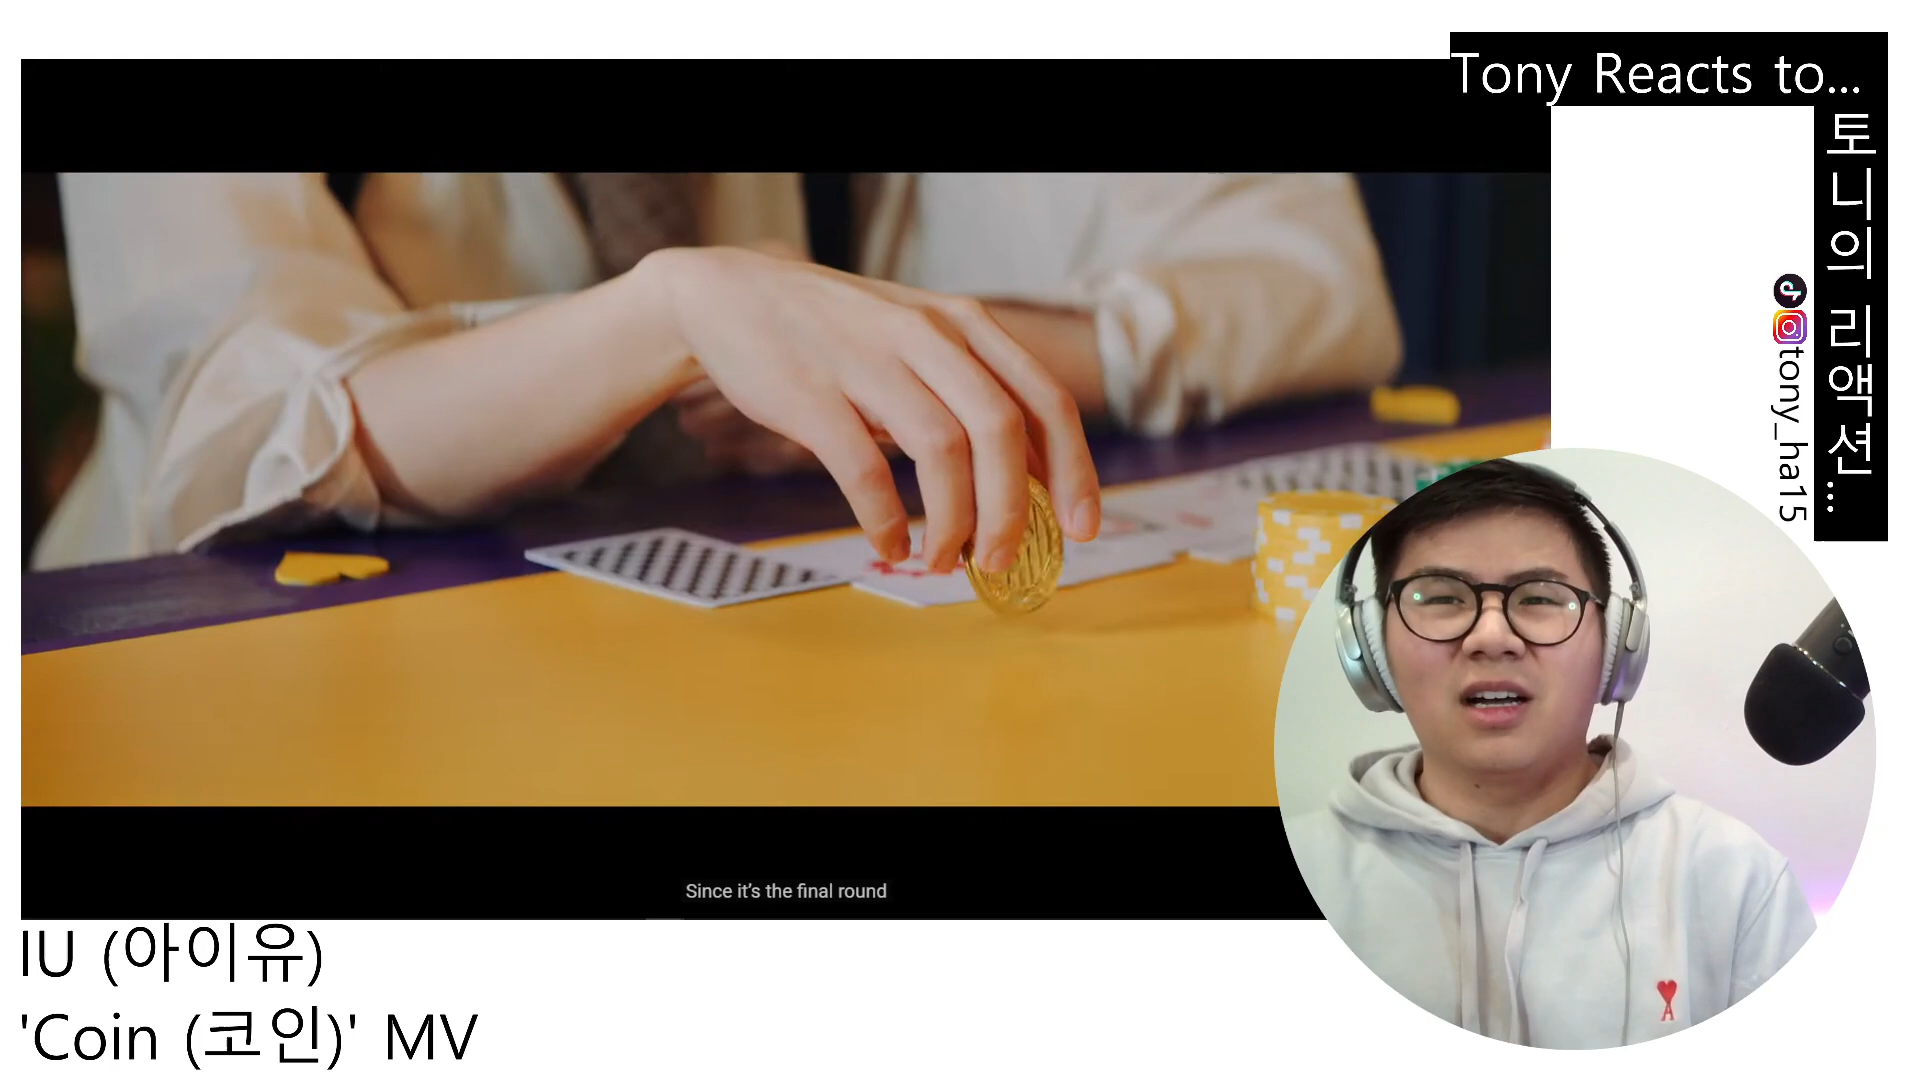 Tony Reacts to...
토니의 리액션...
tony_ha15
Since it's the final round
IU (아이유)
'Coin (코인)' MV
A